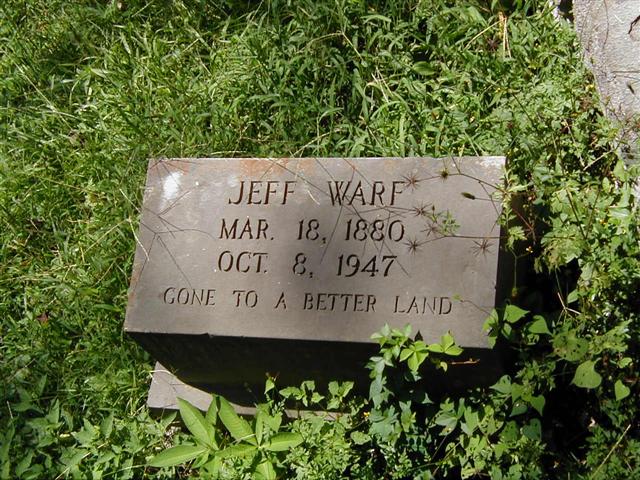 JEFF WARF
MAR. 18, 1880
OCT. 8, 1947
GONE TO A BETTER LAND